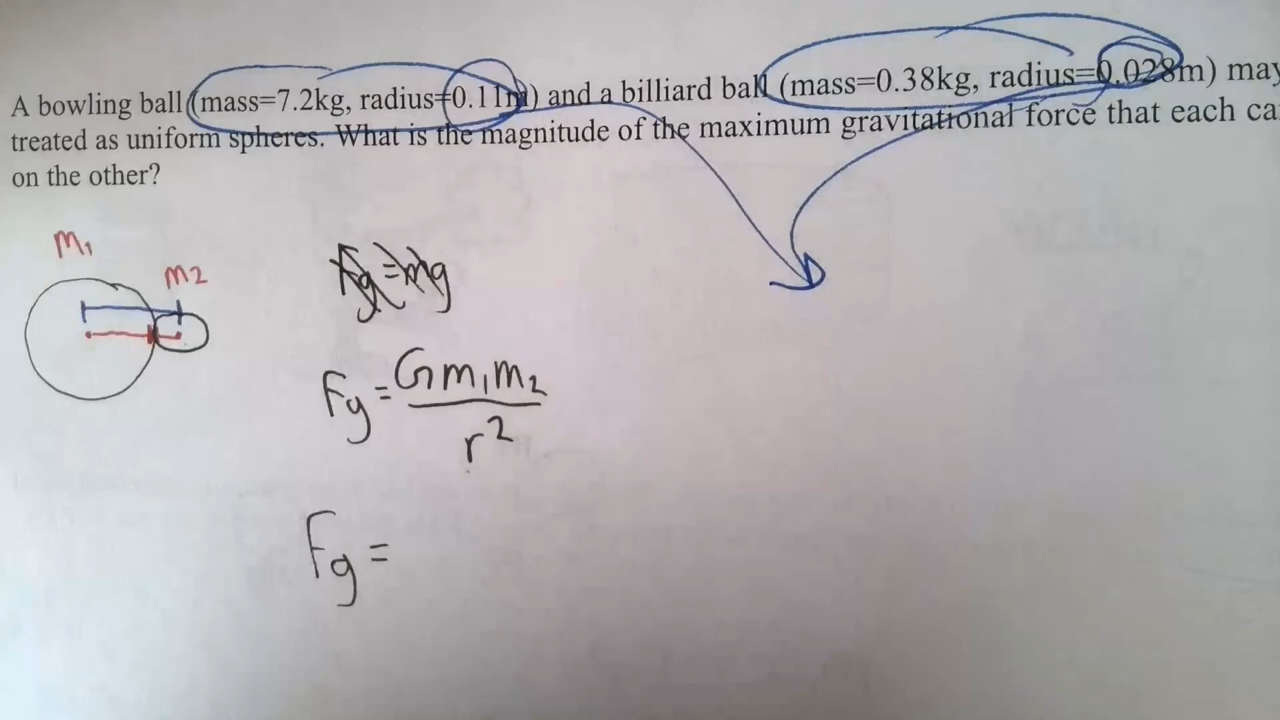 A bowling ball (mass=7.2kg, radius=0.11m) and a billiard ball (mass=0.38kg, radius=0.028m) may
treated as uniform spheres. What is the magnitude of the maximum gravitational force that each ca
on the other?
m₁
m2
Fg=mg
Fg=Gm₁m₂
r²
Fg=